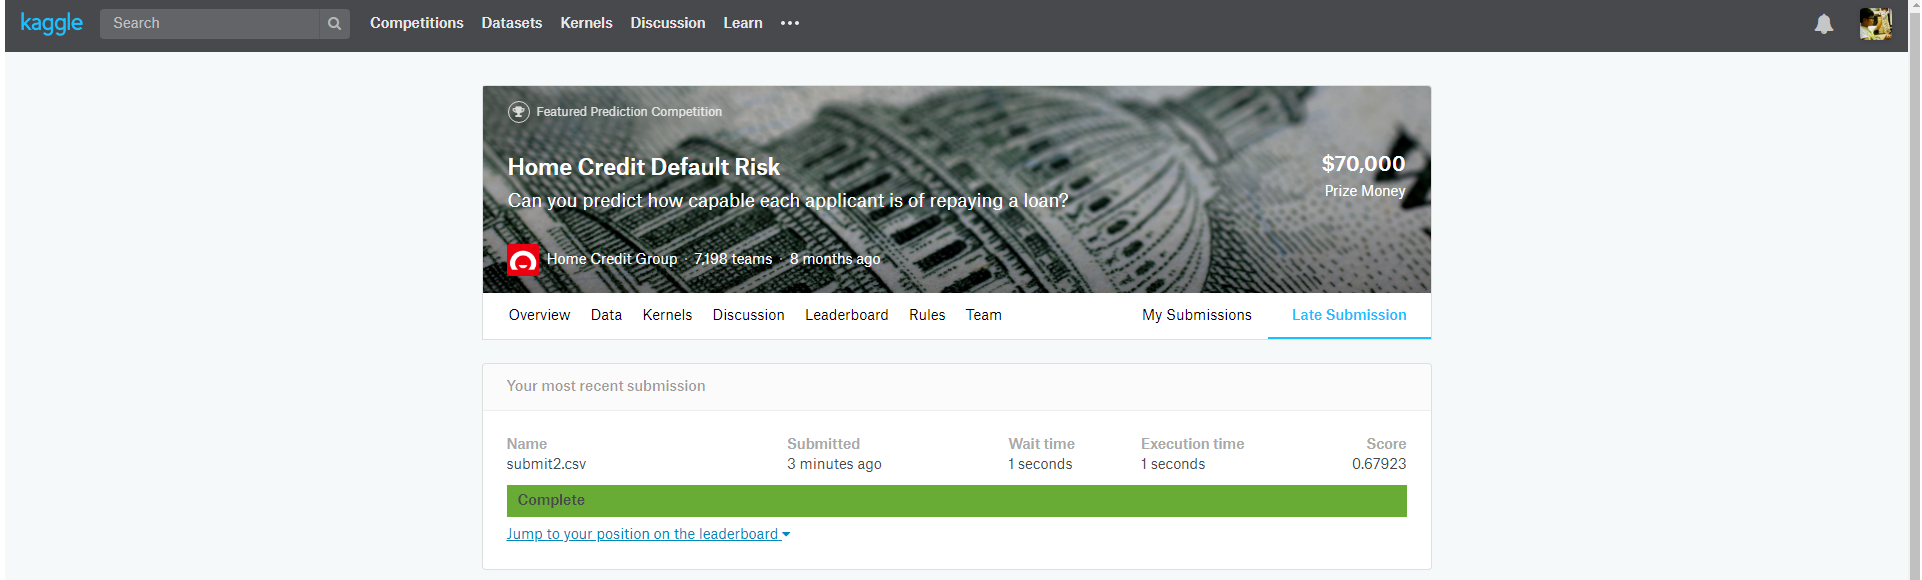 kaggle Search Competitions Datasets Kernels Discussion Learn
Featured Prediction Competition
Home Credit Default Risk
$70,000
Can you predict how capable each applicant is of repaying a loan?
Prize Money
Home Credit Group · 7,198 teams · 8 months ago
Overview Data Kernels Discussion Leaderboard Rules Team My Submissions Late Submission
Your most recent submission
Name Submitted Wait time Execution time Score
submit2.csv 3 minutes ago 1 seconds 1 seconds 0.67923
Complete
Jump to your position on the leaderboard